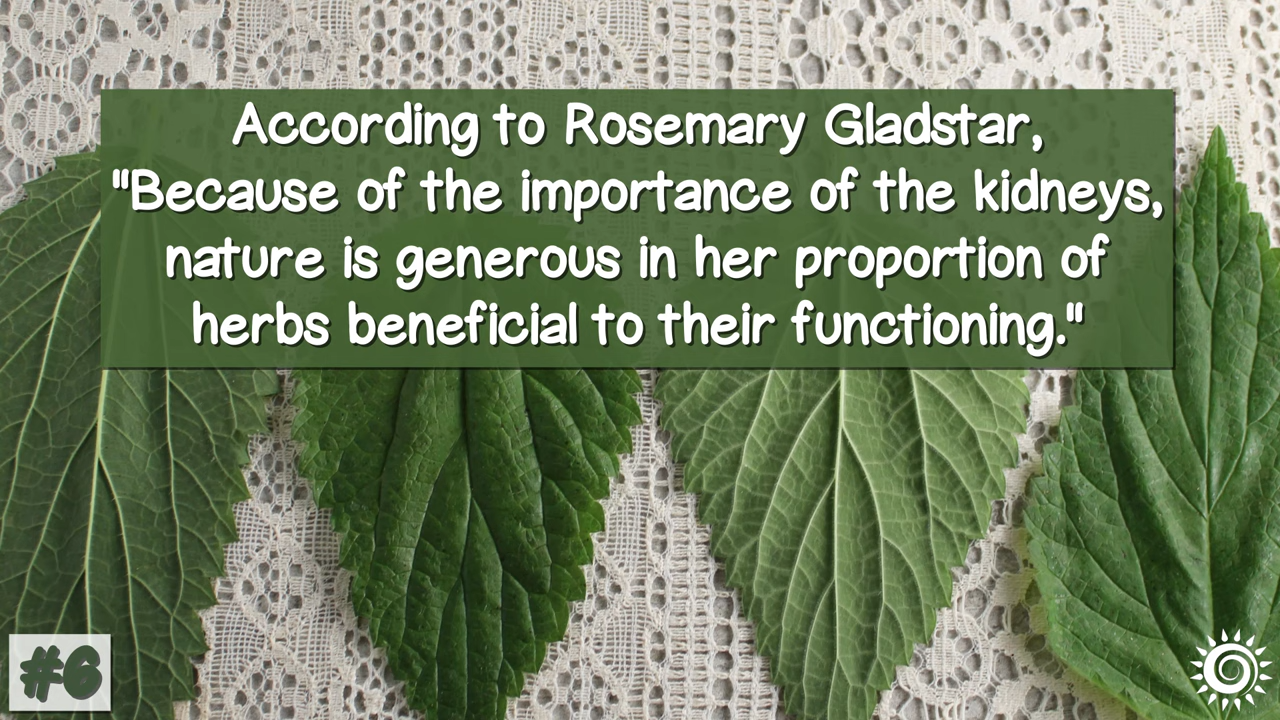 According to Rosemary Gladstar,
"Because of the importance of the kidneys,
nature is generous in her proportion of
herbs beneficial to their functioning."
#6